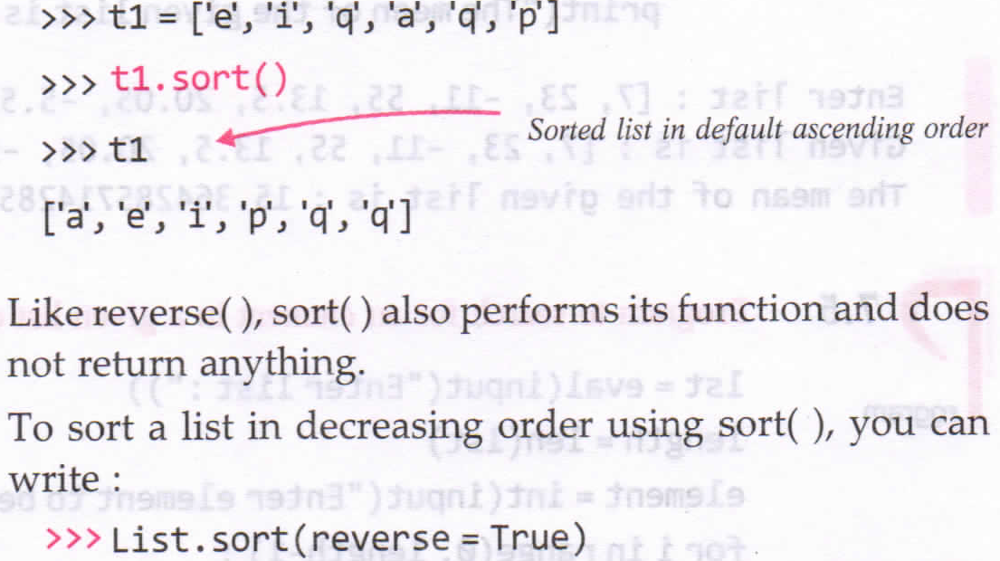 >>> t1 = ['e', 'i', 'q', 'a', 'q', 'p']
>>> t1.sort()
Sorted list in default ascending order
>>> t1
['a', 'e', 'i', 'p', 'q', 'q']
Like reverse( ), sort( ) also performs its function and does
not return anything.
To sort a list in decreasing order using sort( ), you can
write :
>>> List.sort(reverse = True)